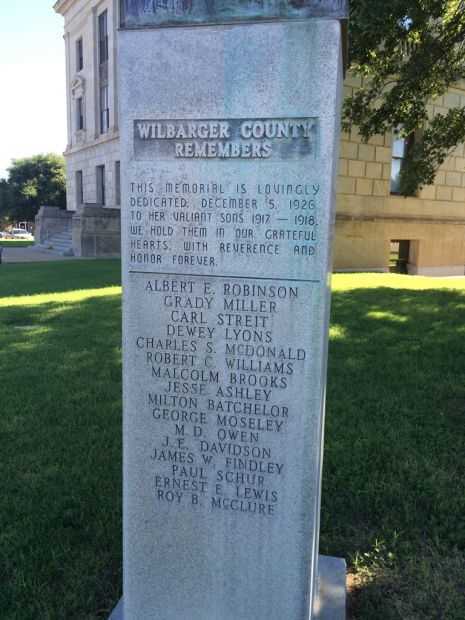 WILBARGER COUNTY
REMEMBERS
THIS MEMORIAL IS LOVINGLY
DEDICATED, DECEMBER 5, 1926,
TO HER VALIANT SONS 1917 — 1918.
WE HOLD THEM IN OUR GRATEFUL
HEARTS, WITH REVERENCE AND
HONOR FOREVER.
ALBERT E. ROBINSON
GRADY MILLER
CARL STREIT
DEWEY LYONS
CHARLES S. MCDONALD
ROBERT C. WILLIAMS
MALCOLM BROOKS
JESSE ASHLEY
MILTON BATCHELOR
GEORGE MOSELEY
M. D. OWEN
J. E. DAVIDSON
JAMES W. FINDLEY
PAUL SCHUR
ERNEST E. LEWIS
ROY B. McCLURE